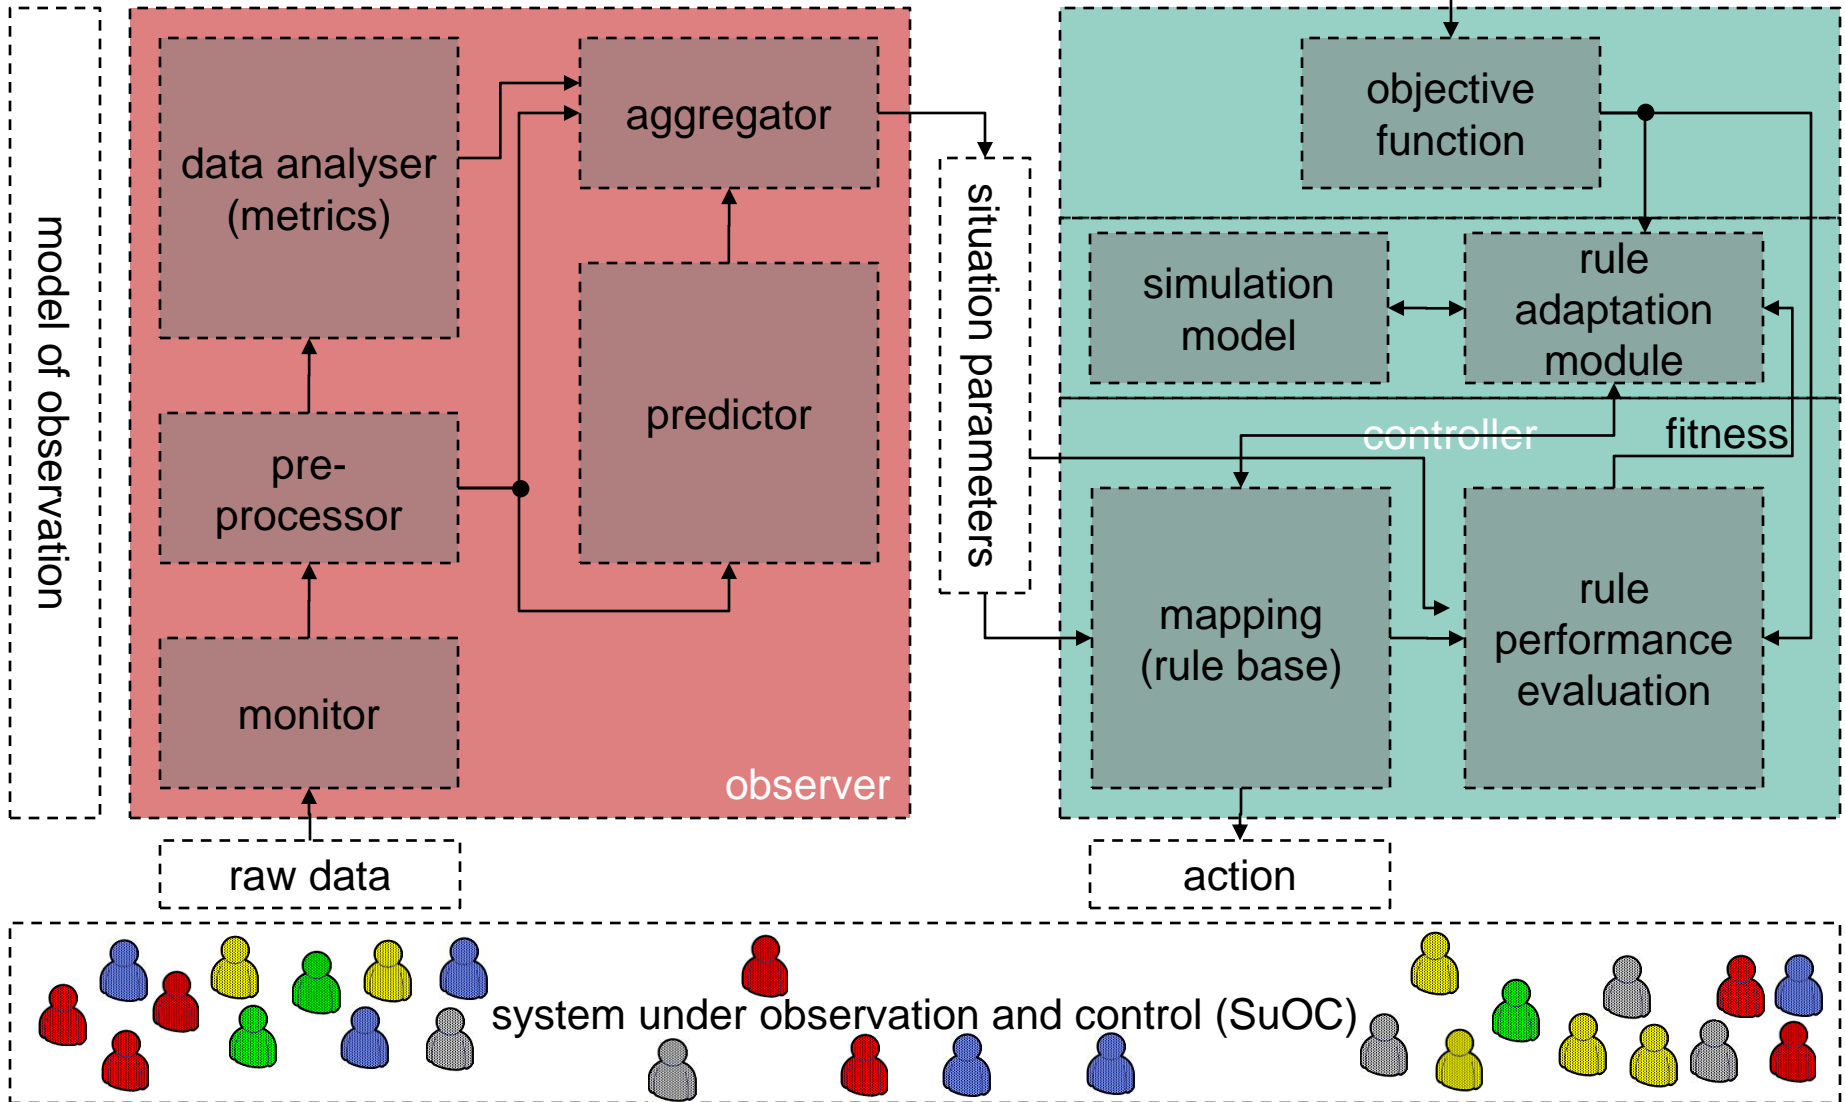 model of observation
data analyser
(metrics)
aggregator
pre-
processor
predictor
monitor
observer
raw data
situation parameters
objective
function
simulation
model
rule
adaptation
module
controller
fitness
mapping
(rule base)
rule
performance
evaluation
action
system under observation and control (SuOC)